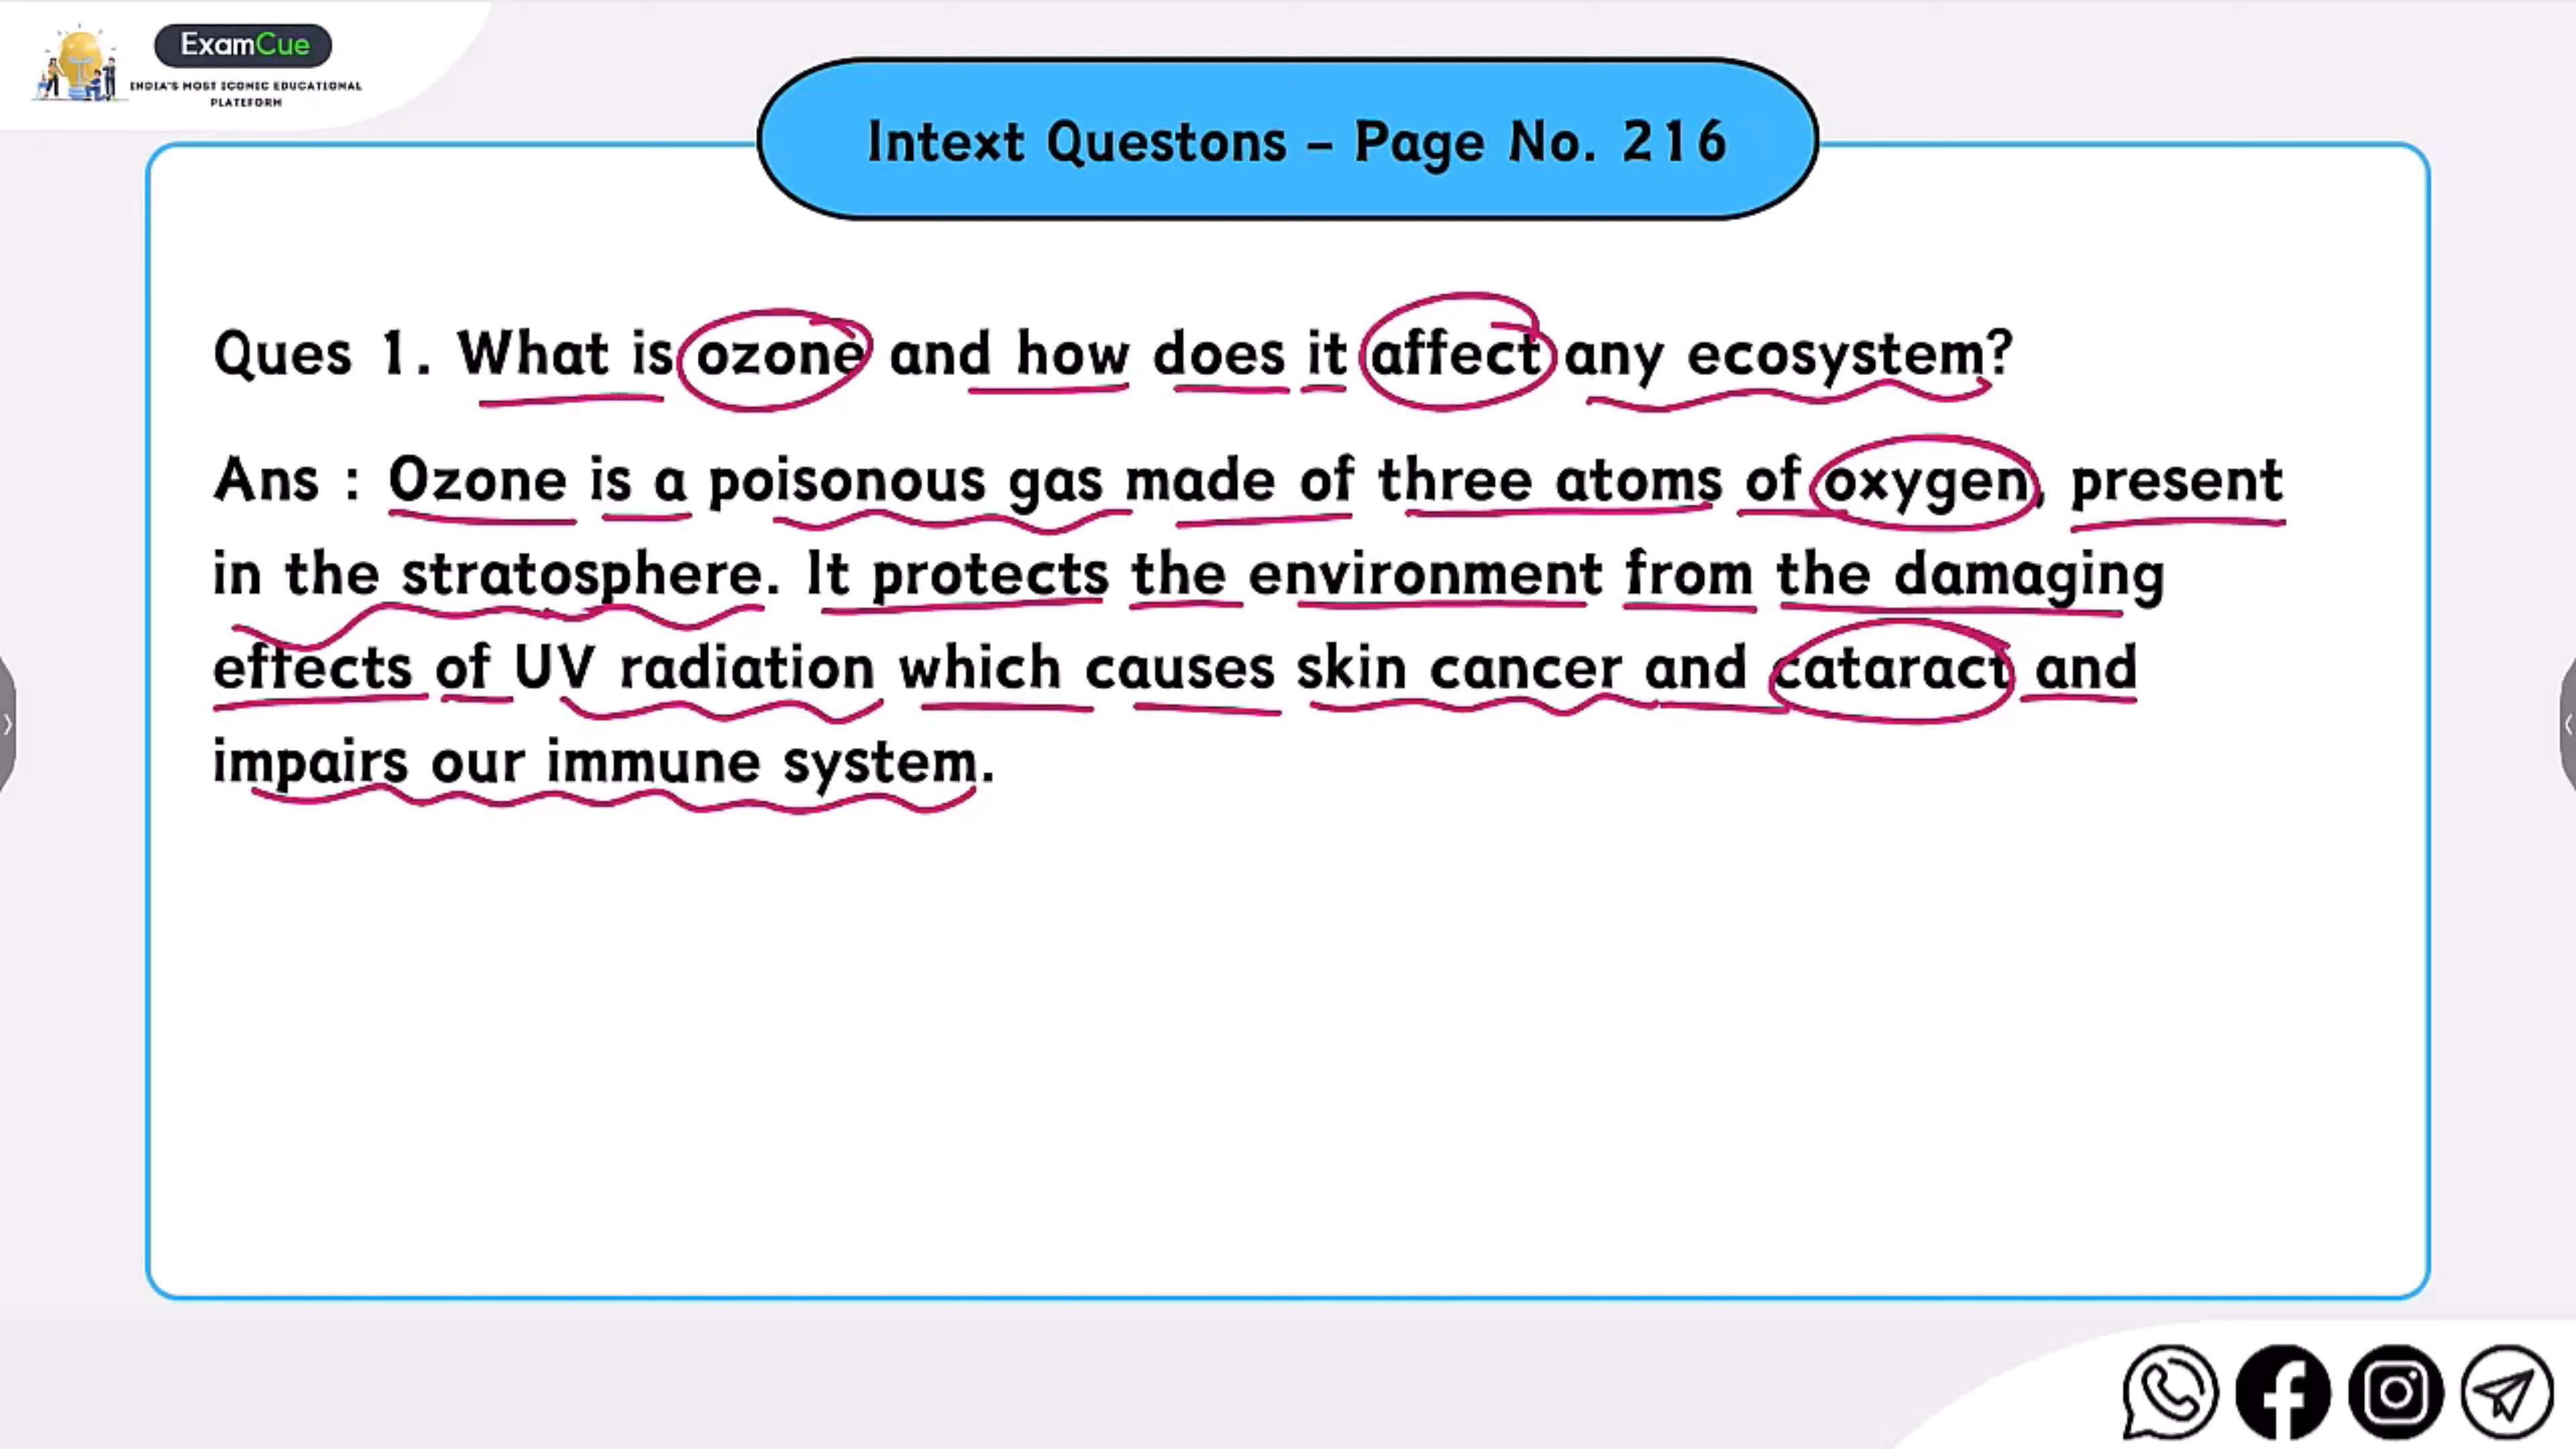 ExamCue
INDIA'S MOST ICONIC EDUCATIONAL
PLATEFORM
Intext Questons – Page No. 216
Ques 1. What is ozone and how does it affect any ecosystem?
Ans : Ozone is a poisonous gas made of three atoms of oxygen, present
in the stratosphere. It protects the environment from the damaging
effects of UV radiation which causes skin cancer and cataract and
impairs our immune system.